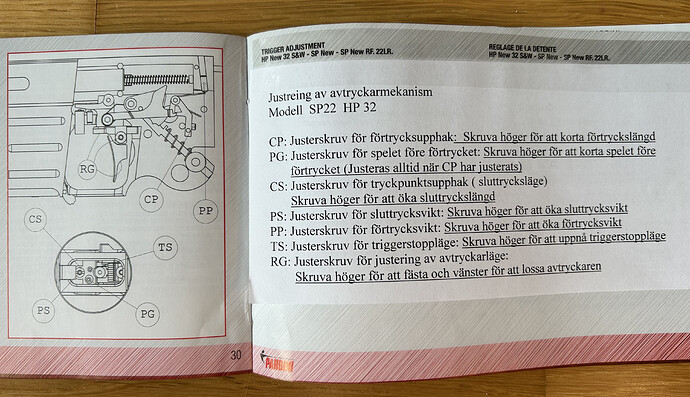 RG
CP
PP
CS
TS
PS
PG
30
TRIGGER ADJUSTMENT
HP New 32 S&W - SP New - SP New RF. 22LR.
REGLAGE DE LA DETENTE
HP New 32 S&W - SP New - SP New RF. 22LR.
Justreing av avtryckarmekanism
Modell SP22 HP 32
CP: Justerskruv för förtrycksupphak: Skruva höger för att korta förtryckslängd
PG: Justerskruv för spelet före förtrycket: Skruva höger för att korta spelet före
förtrycket (Justeras alltid när CP har justerats)
CS: Justerskruv för tryckpunktsupphak ( sluttrycksläge)
Skruva höger för att öka sluttryckslängd
PS: Justerskruv för sluttrycksvikt: Skruva höger för att öka sluttrycksvikt
PP: Justerskruv för förtrycksvikt: Skruva höger för att öka förtrycksvikt
TS: Justerskruv för triggerstoppläge: Skruva höger för att uppnå triggerstoppläge
RG: Justerskruv för justering av avtryckarläge:
Skruva höger för att fästa och vänster för att lossa avtryckaren
PARDINI